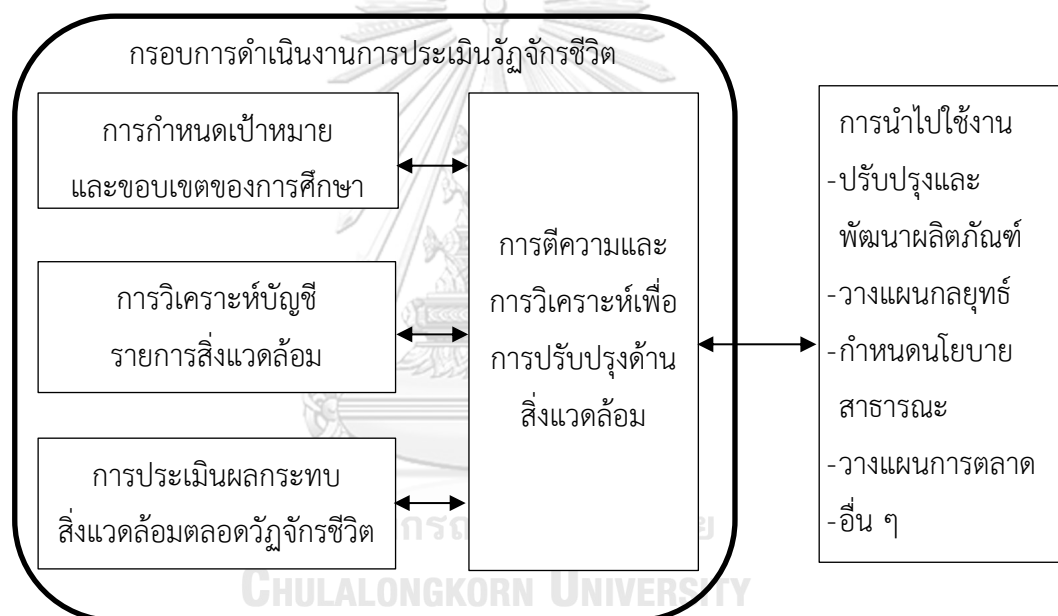 กรอบการดำเนินงานการประเมินวัฏจักรชีวิต
การกำหนดเป้าหมาย
และขอบเขตของการศึกษา
การวิเคราะห์บัญชี
รายการสิ่งแวดล้อม
การประเมินผลกระทบ
สิ่งแวดล้อมตลอดวัฏจักรชีวิต
การตีความและ
การวิเคราะห์เพื่อ
การปรับปรุงด้าน
สิ่งแวดล้อม
การนำไปใช้งาน
-ปรับปรุงและ
พัฒนาผลิตภัณฑ์
-วางแผนกลยุทธ์
-กำหนดนโยบาย
สาธารณะ
-วางแผนการตลาด
-อื่น ๆ
CHULALONGKORN UNIVERSITY